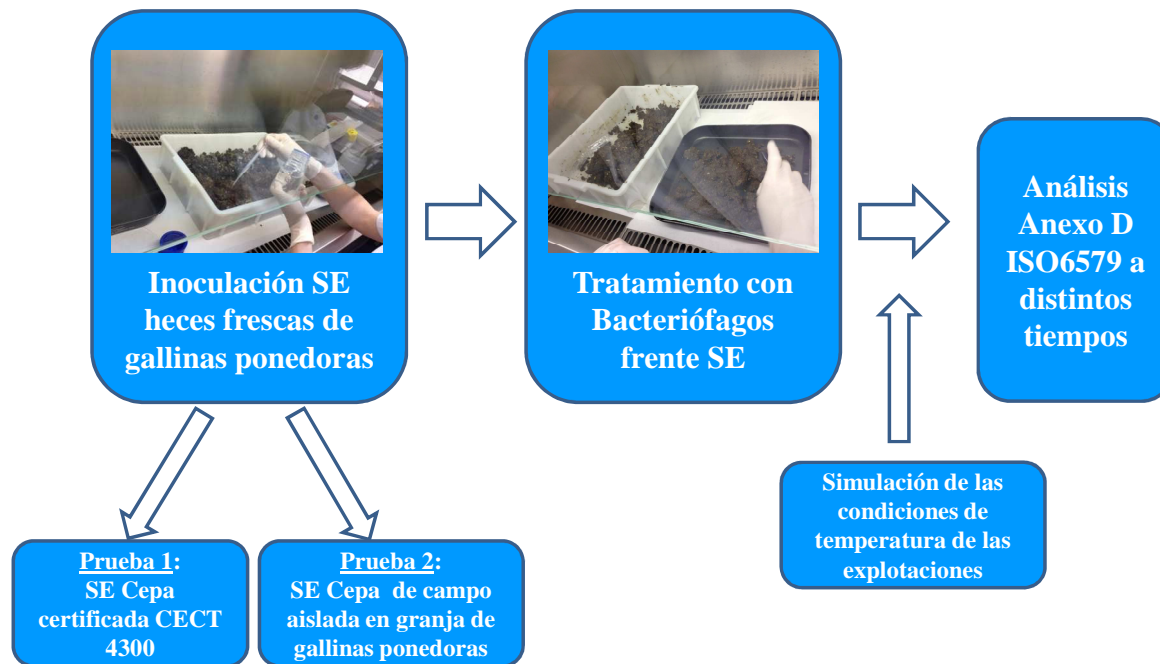 Inoculación SE
heces frescas de
gallinas ponedoras
Tratamiento con
Bacteriófagos
frente SE
Análisis
Anexo D
ISO6579 a
distintos
tiempos
Simulación de las
condiciones de
temperatura de las
explotaciones
Prueba 1:
SE Cepa
certificada CECT
4300
Prueba 2:
SE Cepa de campo
aislada en granja de
gallinas ponedoras